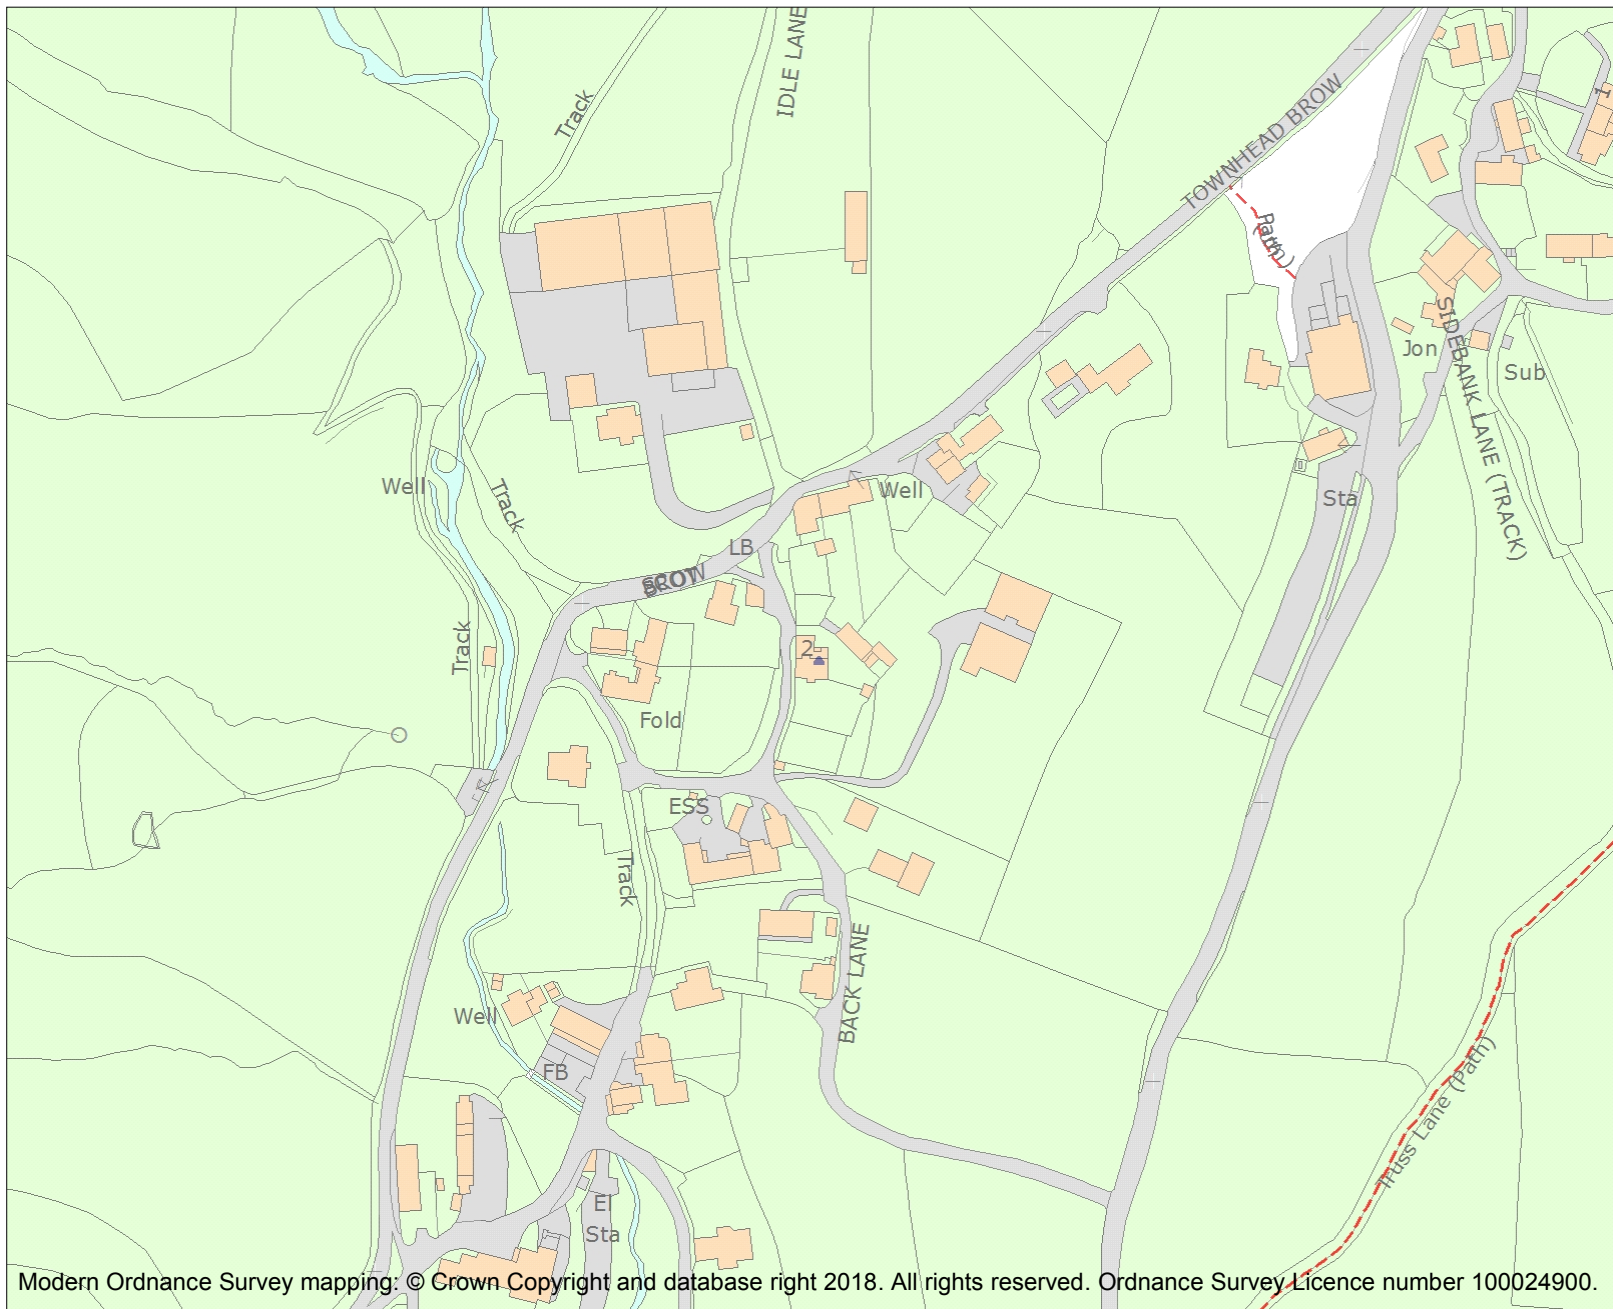 IDLE LANE
Track
TOWNHEAD BROW
1
Path
SIDEBANK LANE (TRACK)
Jon
Sub
Well
Track
Well
Sta
LB
BROW
Track
2
Fold
ESS
Track
BACK LANE
Well
FB
Truss Lane (Path)
El
Sta
Modern Ordnance Survey mapping: © Crown Copyright and database right 2018. All rights reserved. Ordnance Survey Licence number 100024900.